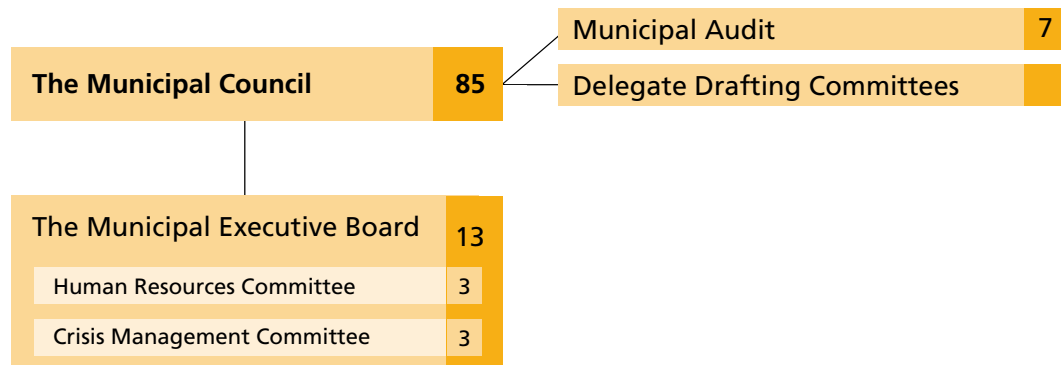 Municipal Audit 7
The Municipal Council 85
Delegate Drafting Committees
The Municipal Executive Board 13
Human Resources Committee 3
Crisis Management Committee 3